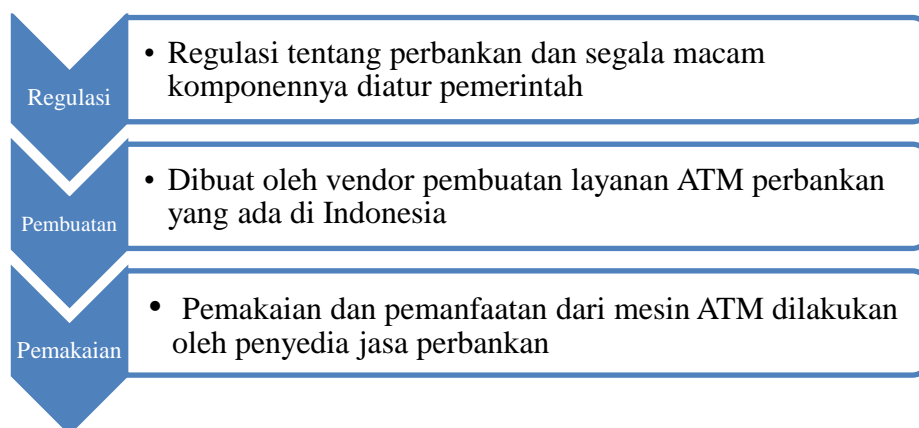 Regulasi
• Regulasi tentang perbankan dan segala macam
komponennya diatur pemerintah
Pembuatan
• Dibuat oleh vendor pembuatan layanan ATM perbankan
yang ada di Indonesia
Pemakaian
• Pemakaian dan pemanfaatan dari mesin ATM dilakukan
oleh penyedia jasa perbankan